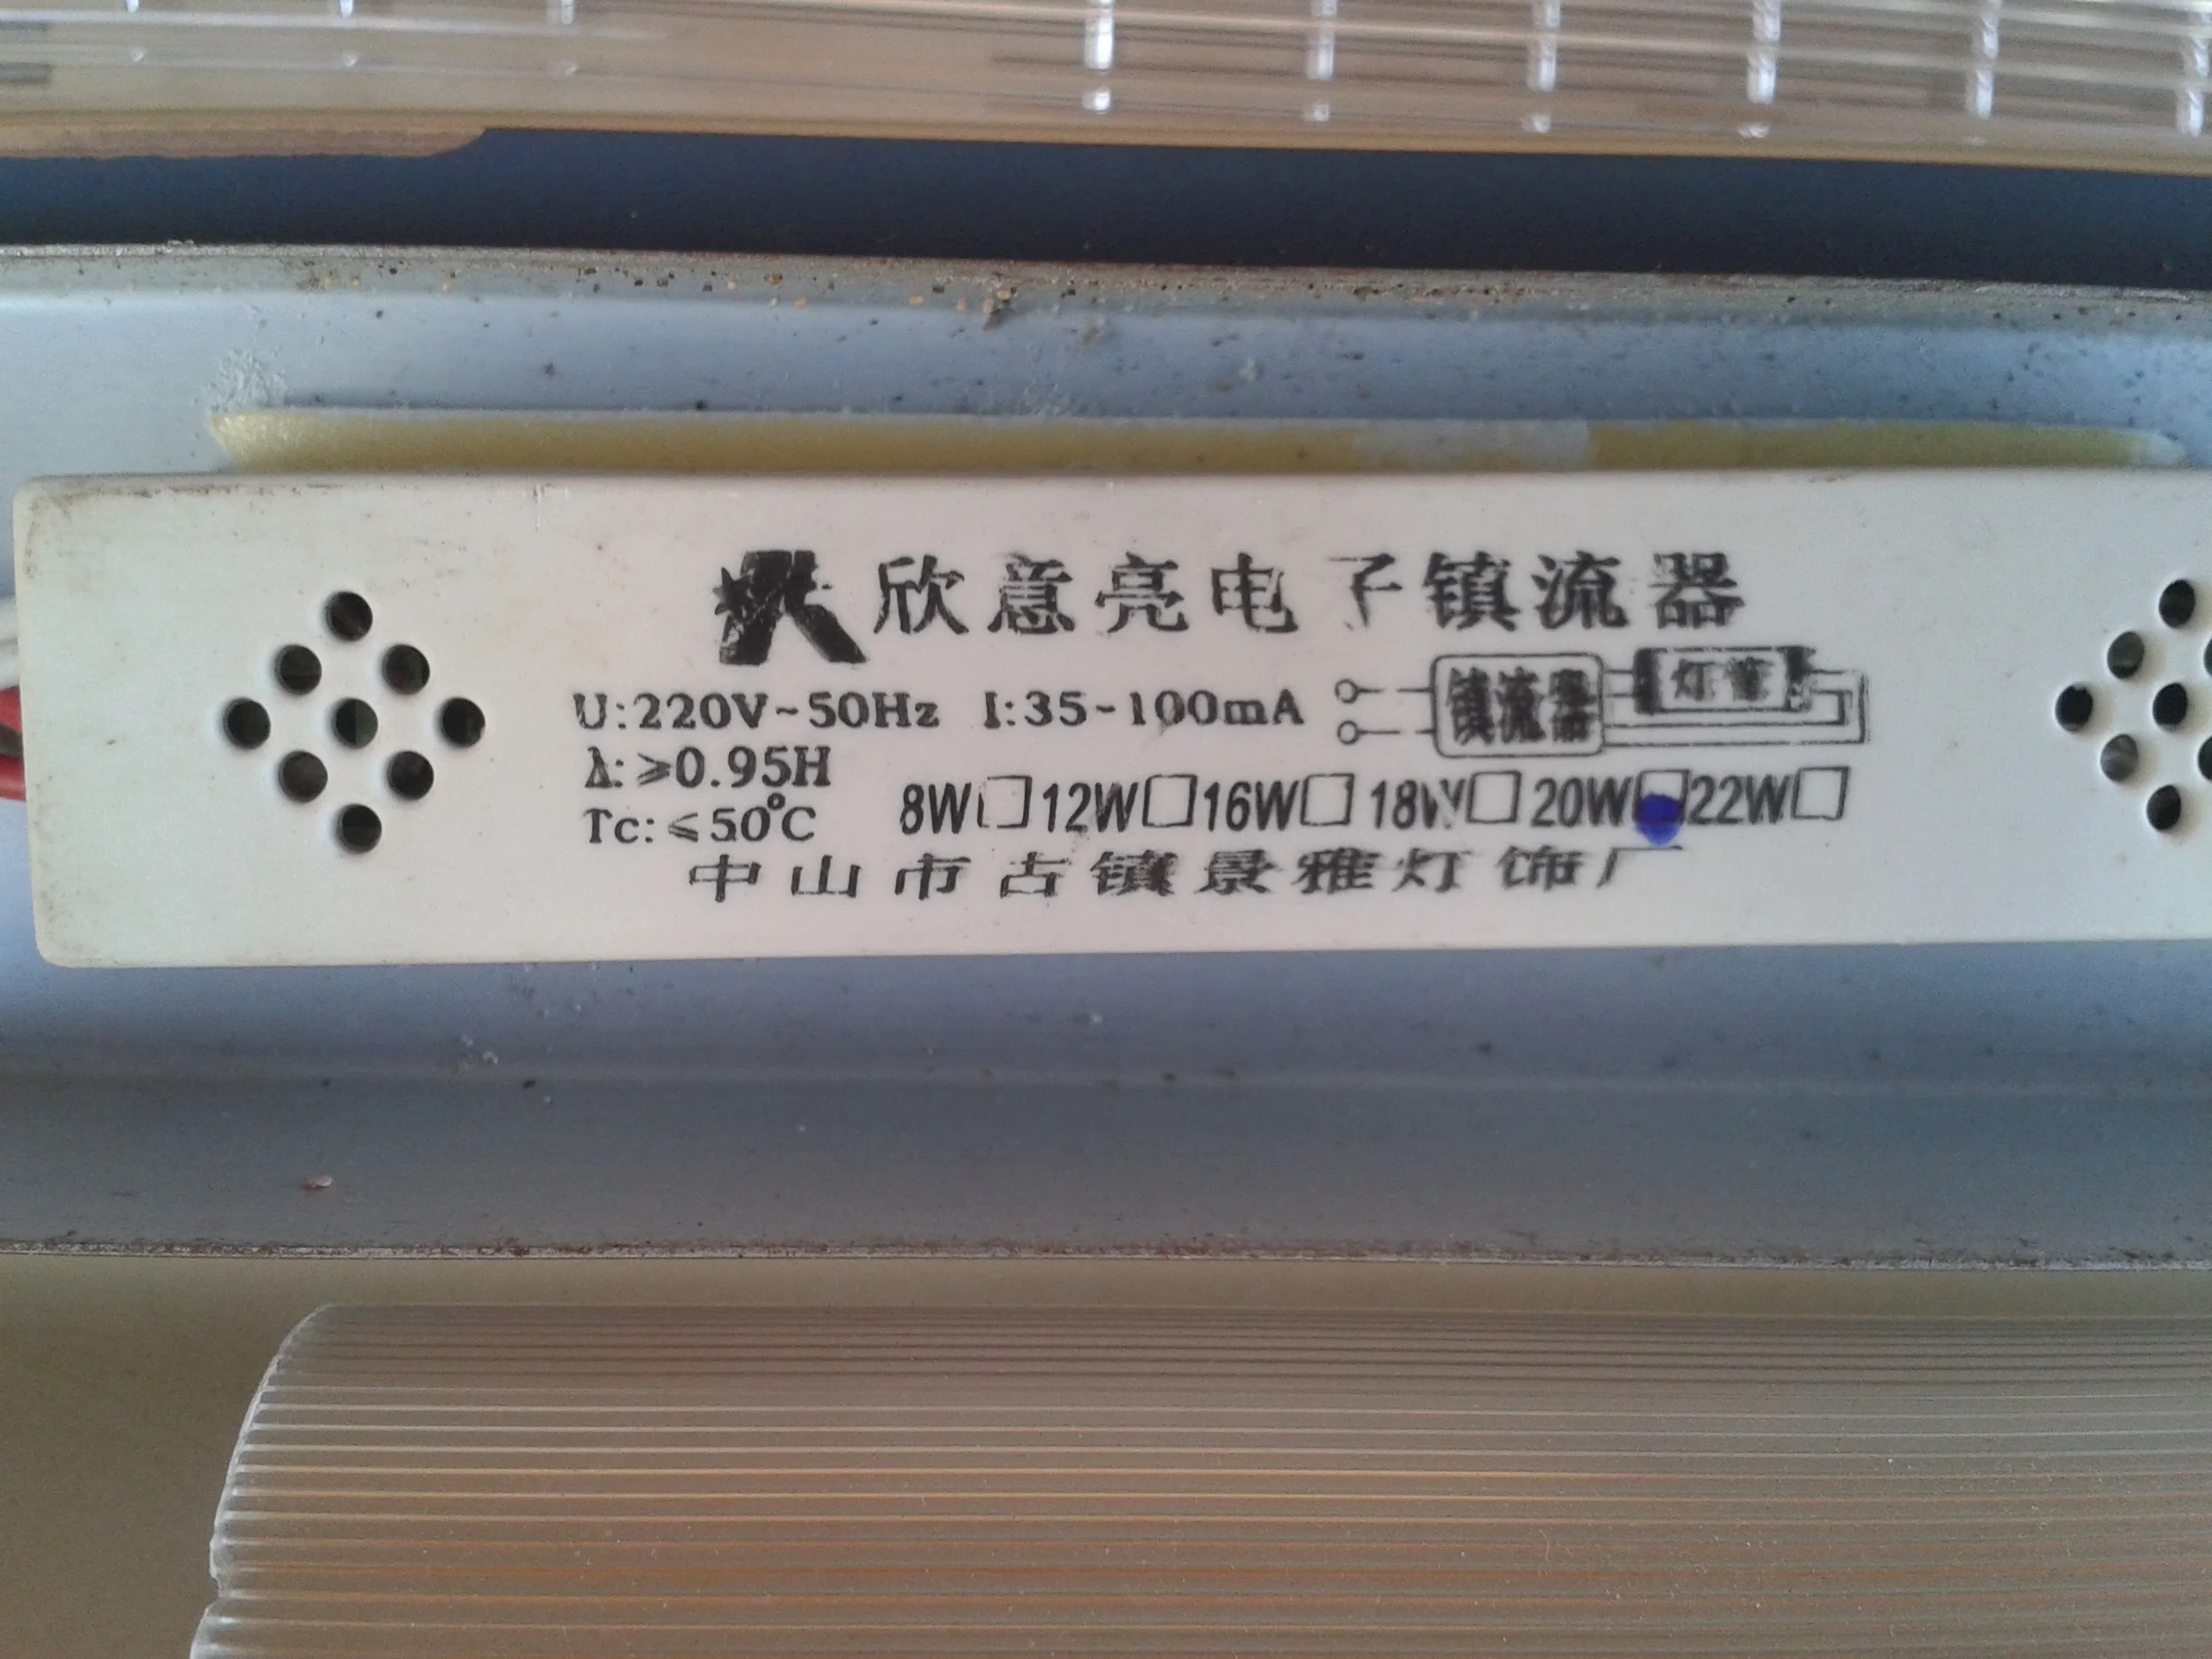 欣意亮电子镇流器
U:220V~50Hz I:35~100mA
镇流器 灯管
λ:≥0.95H
Tc:≤50℃
8W□12W□16W□18W□20W□22W□
中山市古镇景雅灯饰厂